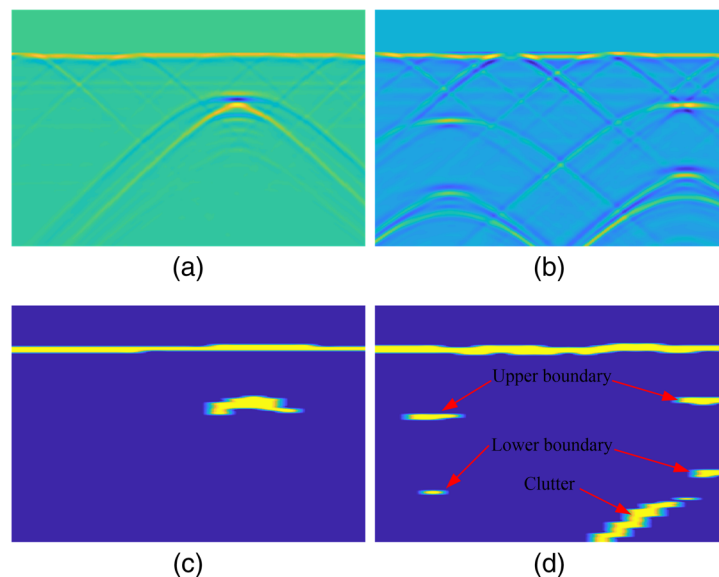 (a)
(b)
Upper boundary
Lower boundary
Clutter
(c)
(d)